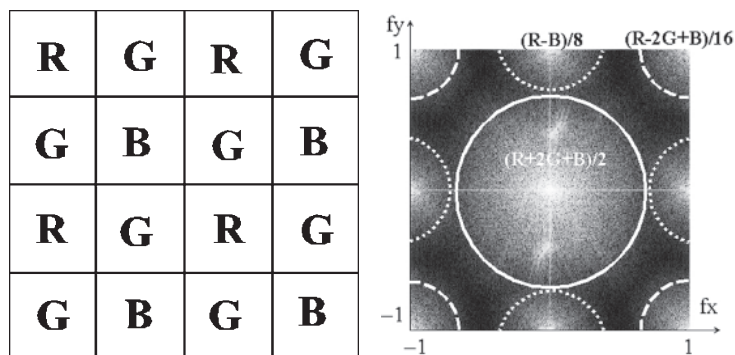 R G R G
G B G B
R G R G
G B G B
fy
1
(R-B)/8
(R-2G+B)/16
(R+2G+B)/2
fx
–1
–1
1